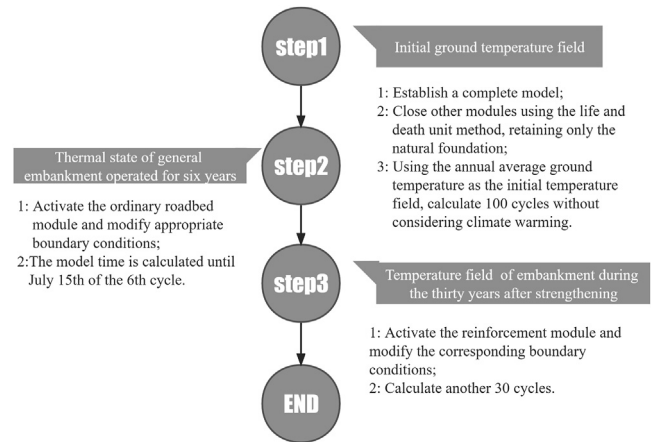 step1
Initial ground temperature field
1: Establish a complete model;
2: Close other modules using the life and
death unit method, retaining only the
natural foundation;
3: Using the annual average ground
temperature as the initial temperature
field, calculate 100 cycles without
considering climate warming.
step2
Thermal state of general
embankment operated for six years
1: Activate the ordinary roadbed
module and modify appropriate
boundary conditions;
2:The model time is calculated until
July 15th of the 6th cycle.
step3
Temperature field of embankment during
the thirty years after strengthening
1: Activate the reinforcement module and
modify the corresponding boundary
conditions;
2: Calculate another 30 cycles.
END